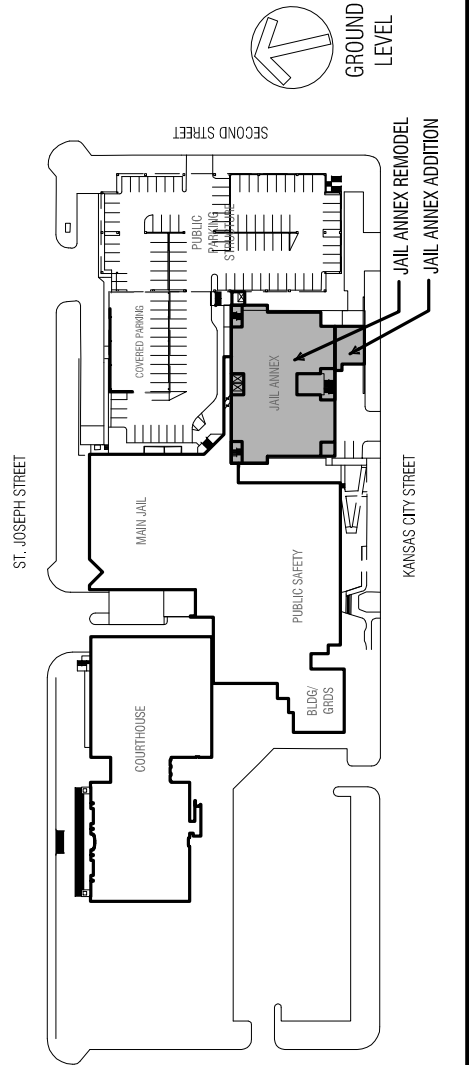 ST. JOSEPH STREET
SECOND STREET
GROUND
LEVEL
PUBLIC
PARKING
STRUCTURE
COVERED PARKING
MAIN JAIL
JAIL ANNEX
JAIL ANNEX REMODEL
JAIL ANNEX ADDITION
COURTHOUSE
PUBLIC SAFETY
BLDG/
GRDS
KANSAS CITY STREET